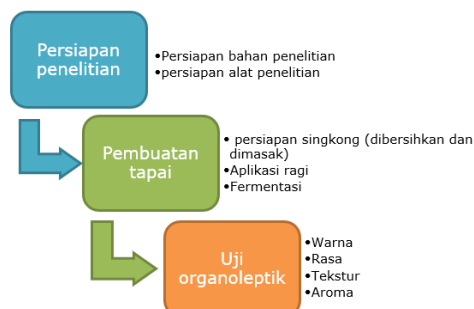 Persiapan
penelitian
•Persiapan bahan penelitian
•persiapan alat penelitian
Pembuatan
tapai
• persiapan singkong (dibersihkan dan
dimasak)
•Aplikasi ragi
•Fermentasi
Uji
organoleptik
•Warna
•Rasa
•Tekstur
•Aroma